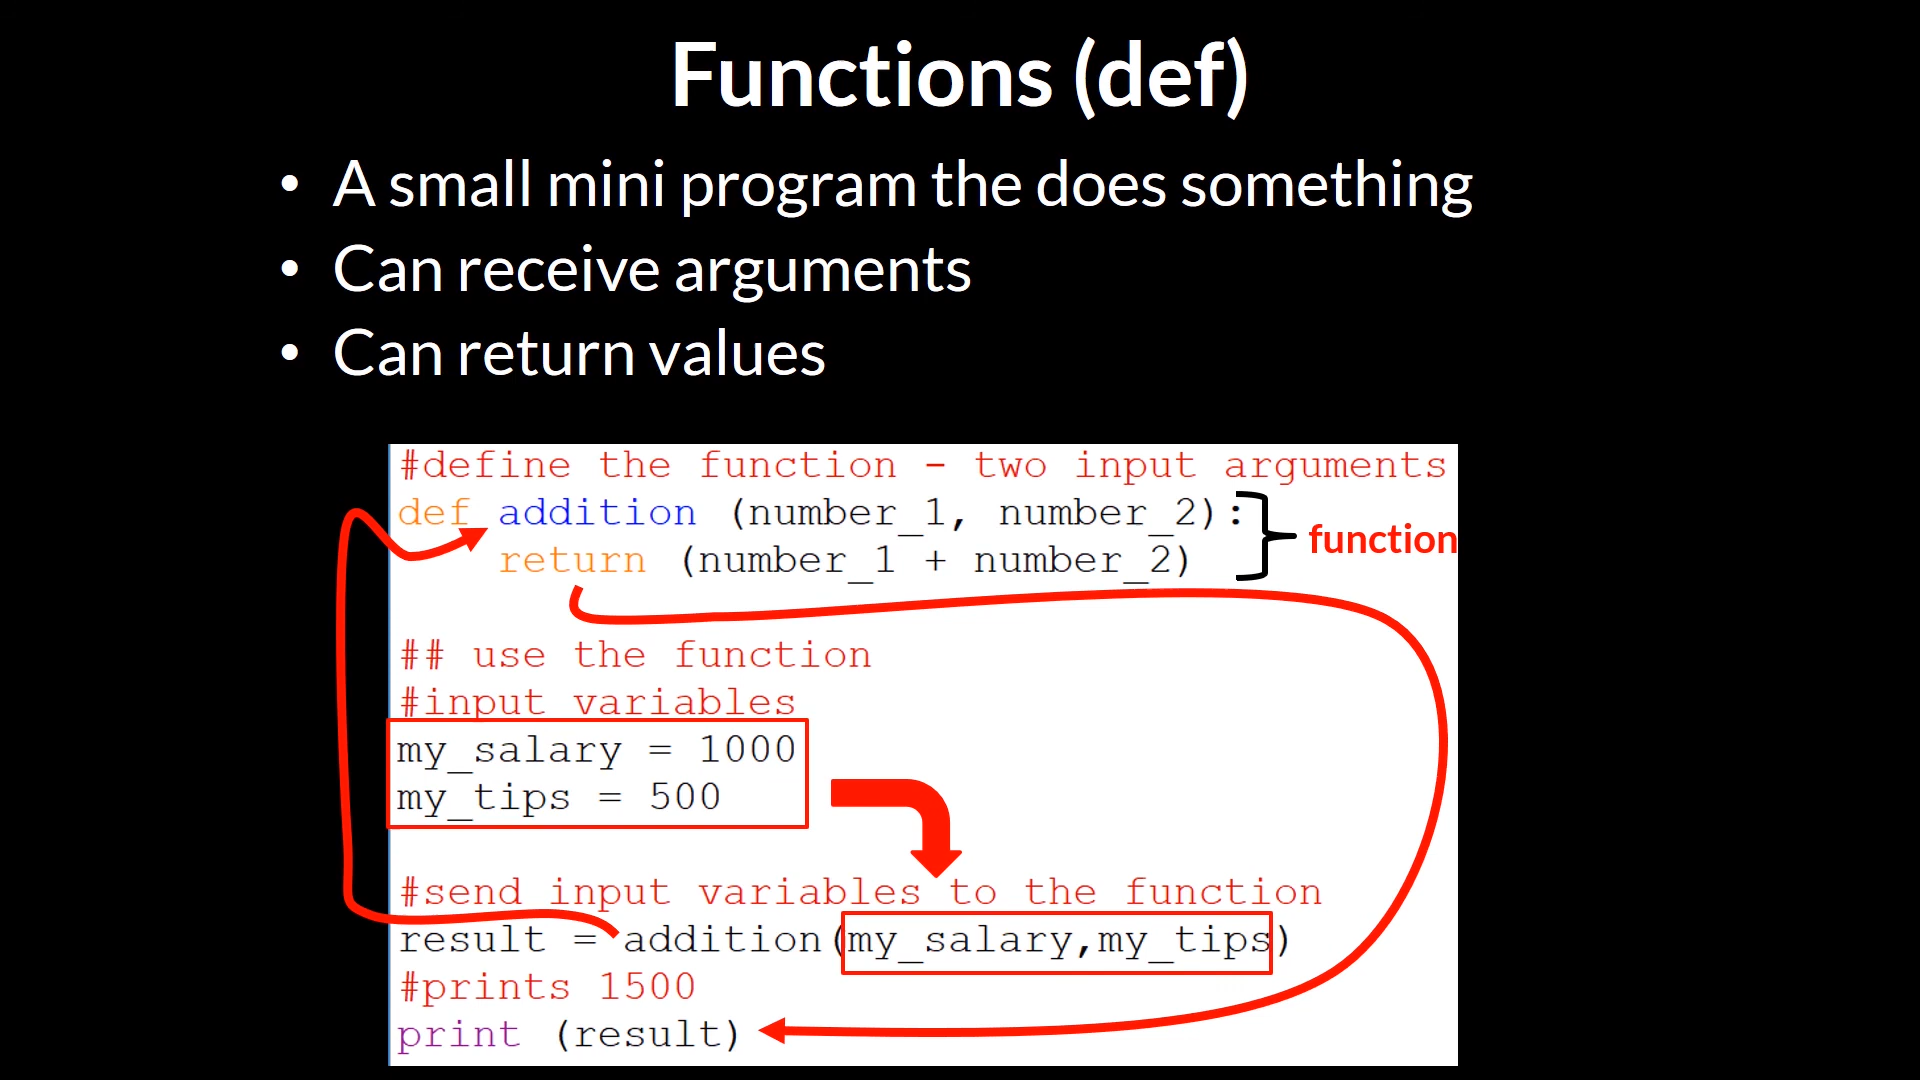 Functions (def)
• A small mini program the does something
• Can receive arguments
• Can return values
#define the function - two input arguments
def addition (number_1, number_2):
function
    return (number_1 + number_2)
## use the function
#input variables
my_salary = 1000
my_tips = 500
#send input variables to the function
result = addition(my_salary,my_tips)
#prints 1500
print (result)